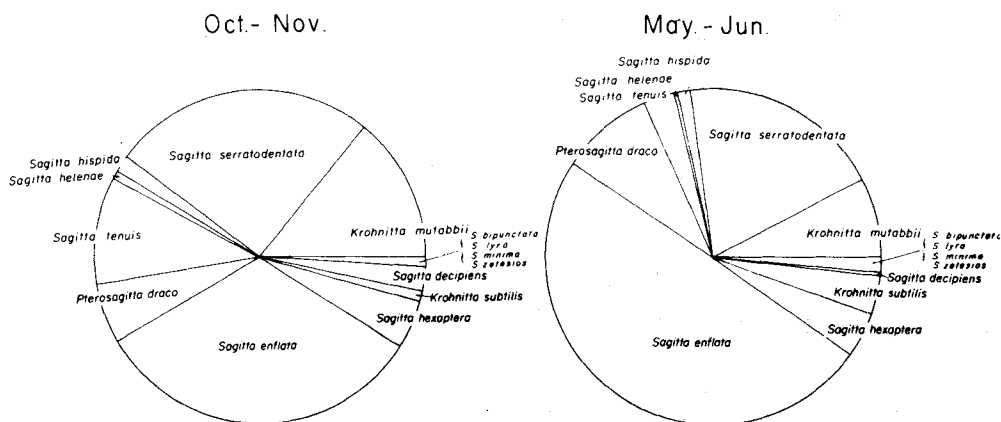 Oct.- Nov.
Sagitta hispida
Sagitta helenae
Sagitta serratodentata
Sagitta tenuis
Krohnitta mutabbii
S bipunctata
S lyra
S minima
S zetesios
Sagitta decipiens
Pterosagitta draco
Krohnitta subtilis
Sagitta hexaptera
Sagitta enflata
May.- Jun.
Sagitta hispida
Sagitta helenae
Sagitta tenuis
Sagitta serratodentata
Pterosagitta draco
Krohnitta mutabbii
S bipunctata
S lyra
S minima
S zetesios
Sagitta decipiens
Krohnitta subtilis
Sagitta hexaptera
Sagitta enflata